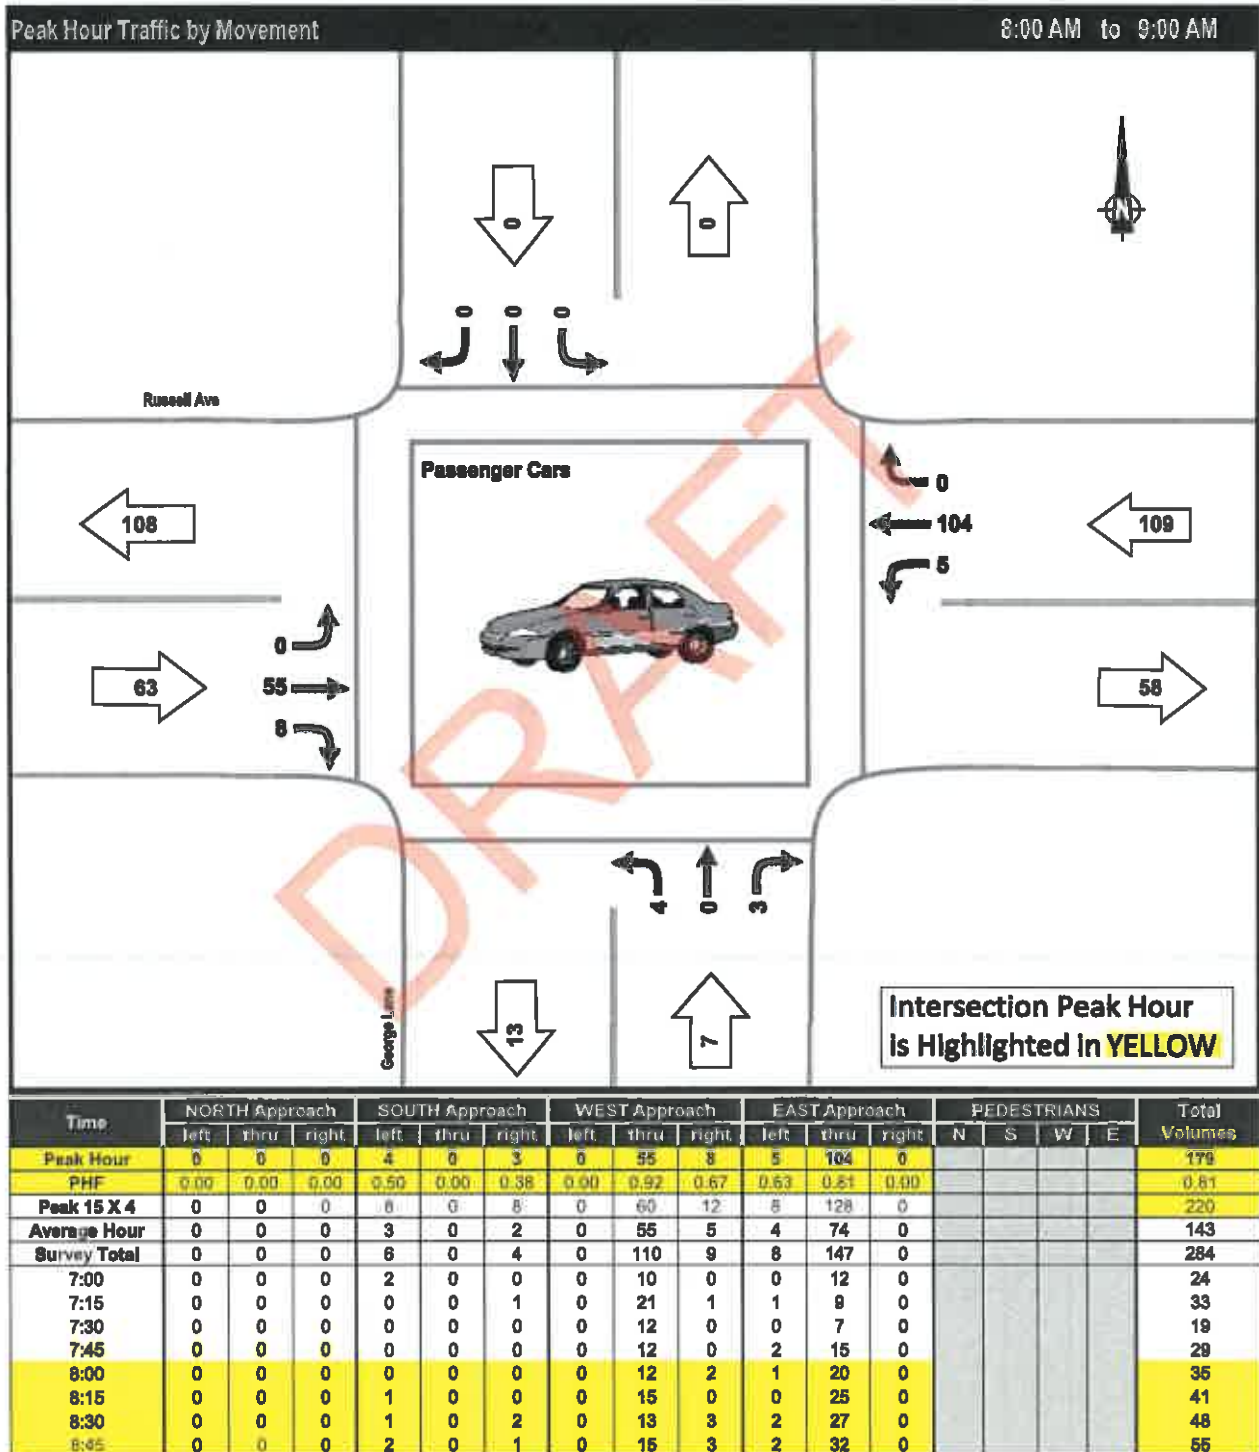 Peak Hour Traffic by Movement 8:00 AM to 9:00 AM
0 0
0 0 0
Russell Ave
Passenger Cars
0
108 104 109
5
0
63 55 58
8
DRAFT
4 0 3
George Lane
13 7
Intersection Peak Hour
is Highlighted in YELLOW
Time NORTH Approach SOUTH Approach WEST Approach EAST Approach PEDESTRIANS Total
left thru right left thru right left thru right left thru right N S W E Volumes
Peak Hour 0 0 0 4 0 3 0 55 8 5 104 0 179
PHF 0.00 0.00 0.00 0.50 0.00 0.38 0.00 0.92 0.67 0.63 0.81 0.00 0.81
Peak 15 X 4 0 0 0 8 0 8 0 60 12 8 128 0 220
Average Hour 0 0 0 3 0 2 0 55 5 4 74 0 143
Survey Total 0 0 0 6 0 4 0 110 9 8 147 0 284
7:00 0 0 0 2 0 0 0 10 0 0 12 0 24
7:15 0 0 0 0 0 1 0 21 1 1 9 0 33
7:30 0 0 0 0 0 0 0 12 0 0 7 0 19
7:45 0 0 0 0 0 0 0 12 0 2 15 0 29
8:00 0 0 0 0 0 0 0 12 2 1 20 0 35
8:15 0 0 0 1 0 0 0 15 0 0 25 0 41
8:30 0 0 0 1 0 2 0 13 3 2 27 0 48
8:45 0 0 0 2 0 1 0 15 3 2 32 0 55